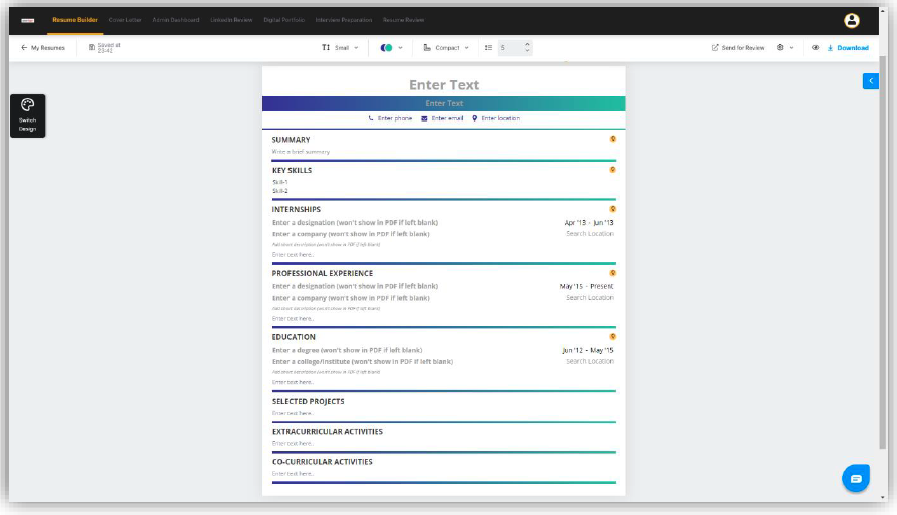 Resume Builder Cover Letter Admin Dashboard LinkedIn Review Digital Portfolio Interview Preparation Resume Review
My Resumes Saved at 23:42 Small Compact 5 Send for Review Download
Switch Design
Enter Text
Enter Text
Enter phone Enter email Enter location
SUMMARY
Write a brief summary
KEY SKILLS
Skill-1
Skill-2
INTERNSHIPS
Enter a designation (won't show in PDF if left blank) Apr '13 - Jun '13
Enter a company (won't show in PDF if left blank) Search Location
Enter text here..
PROFESSIONAL EXPERIENCE
Enter a designation (won't show in PDF if left blank) May '15 - Present
Enter a company (won't show in PDF if left blank) Search Location
Enter text here..
EDUCATION
Enter a degree (won't show in PDF if left blank) Jun '12 - May '15
Enter a college/institute (won't show in PDF if left blank) Search Location
Enter text here..
SELECTED PROJECTS
Enter text here..
EXTRACURRICULAR ACTIVITIES
Enter text here..
CO-CURRICULAR ACTIVITIES
Enter text here..